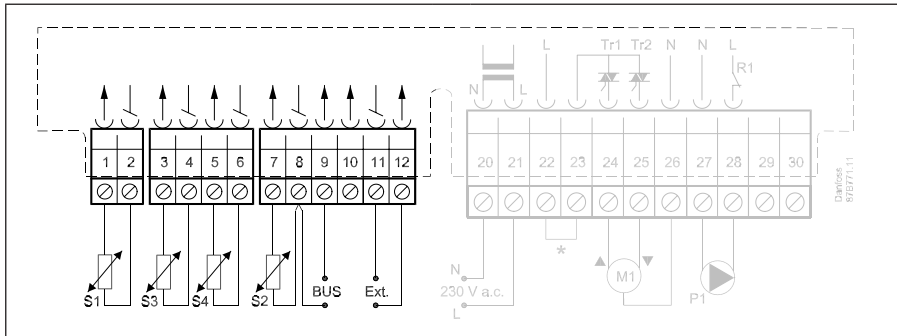 L Tr1 Tr2 N N L
R1
N L
1 2 3 4 5 6 7 8 9 10 11 12
20 21 22 23 24 25 26 27 28 29 30
Danfoss
87B771.11
S1 S3 S4 S2 BUS Ext.
N
230 V a.c.
L
*
M1
P1